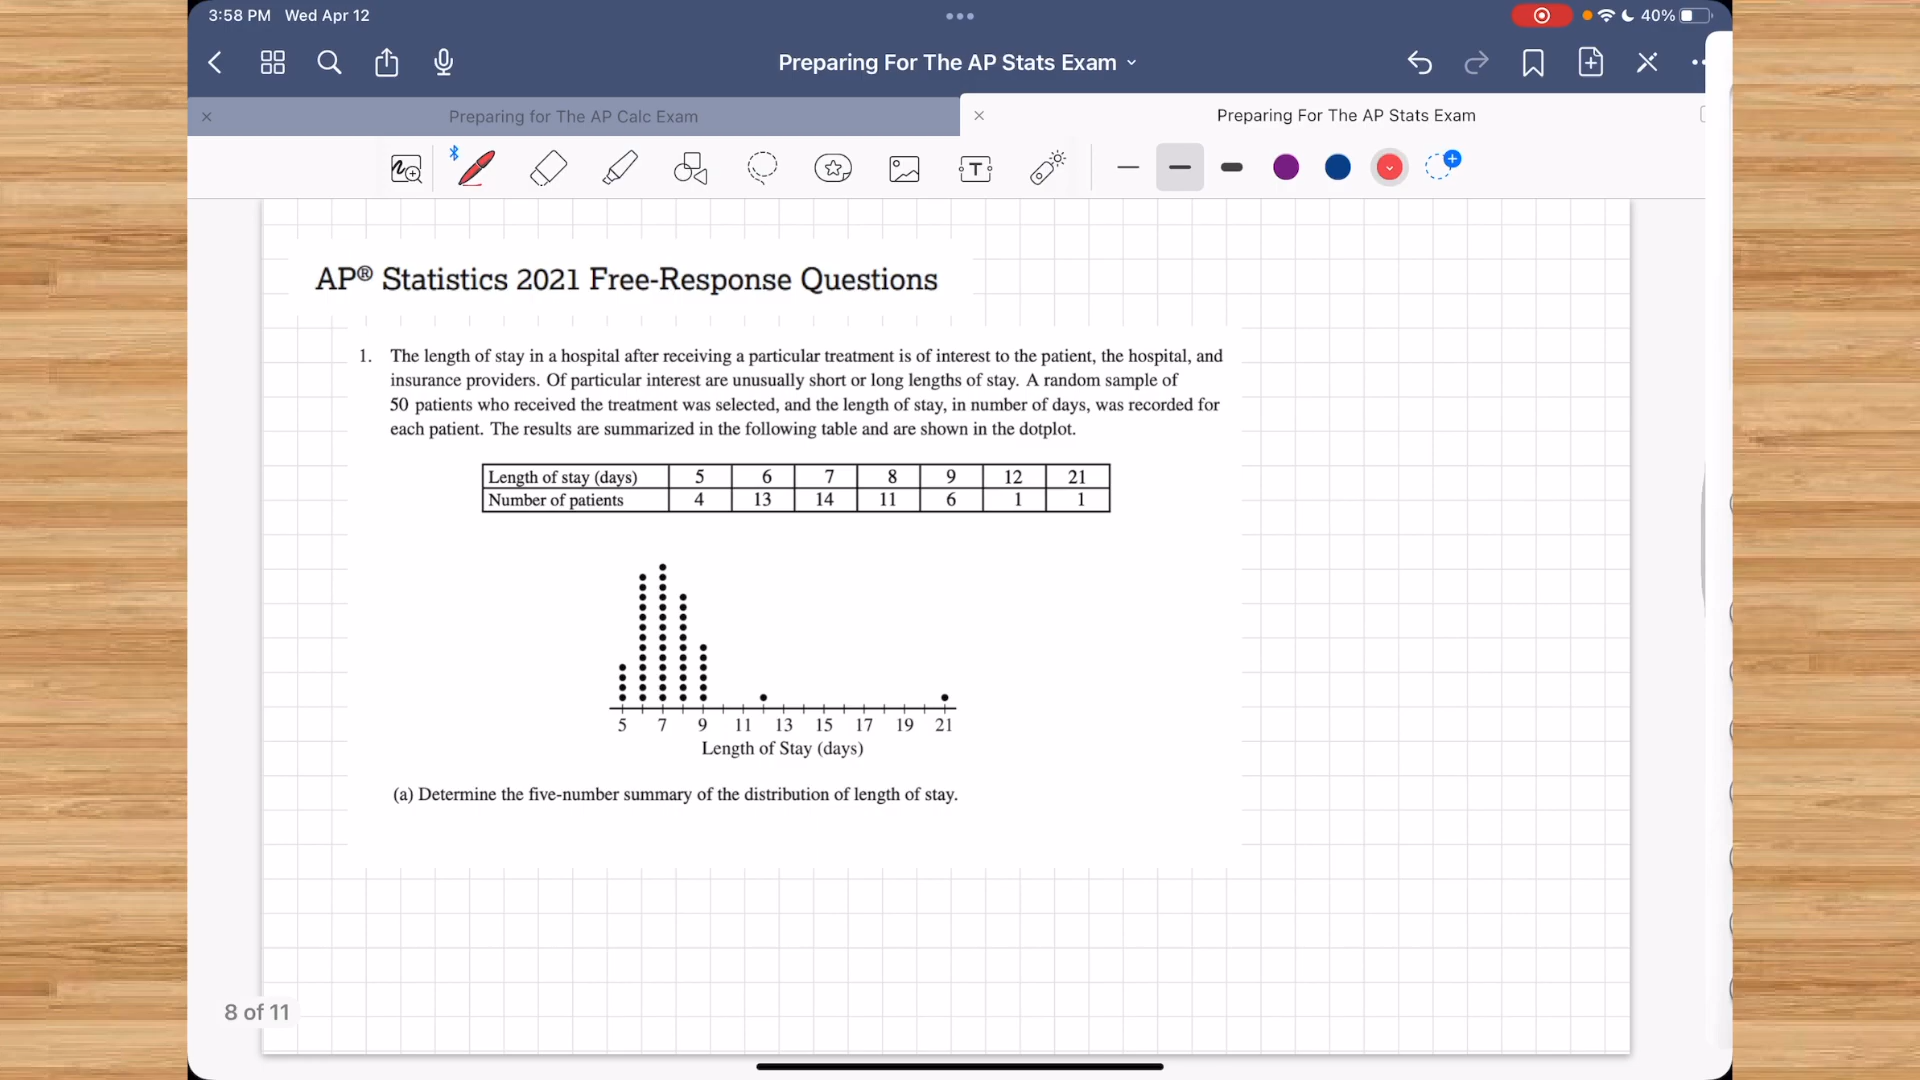 3:58 PM Wed Apr 12
40%
Preparing For The AP Stats Exam
Preparing for The AP Calc Exam
Preparing For The AP Stats Exam
T
AP® Statistics 2021 Free-Response Questions
1. The length of stay in a hospital after receiving a particular treatment is of interest to the patient, the hospital, and
insurance providers. Of particular interest are unusually short or long lengths of stay. A random sample of
50 patients who received the treatment was selected, and the length of stay, in number of days, was recorded for
each patient. The results are summarized in the following table and are shown in the dotplot.
Length of stay (days) 5 6 7 8 9 12 21
Number of patients 4 13 14 11 6 1 1
5 7 9 11 13 15 17 19 21
Length of Stay (days)
(a) Determine the five-number summary of the distribution of length of stay.
8 of 11